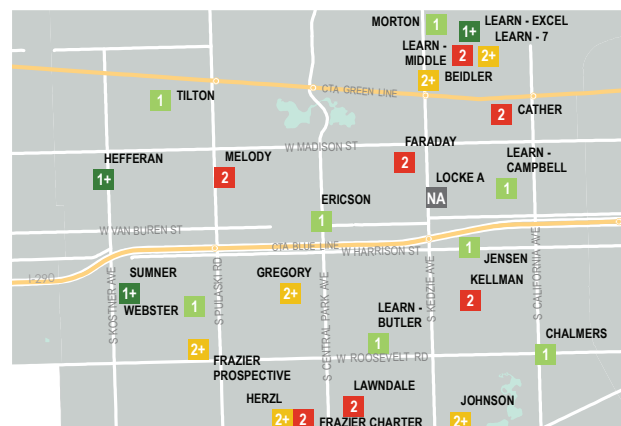 MORTON
1
LEARN - EXCEL
1+
LEARN - 7
2+
LEARN -
MIDDLE
2
BEIDLER
2+
CTA GREEN LINE
TILTON
1
CATHER
2
W MADISON ST
HEFFERAN
1+
MELODY
2
FARADAY
2
LEARN -
CAMPBELL
1
LOCKE A
NA
ERICSON
1
W VAN BUREN ST
CTA BLUE LINE
W HARRISON ST
JENSEN
1
I-290
S KOSTNER AVE
S PULASKI RD
S CENTRAL PARK AVE
S KEDZIE AVE
S CALIFORNIA AVE
SUMNER
1+
WEBSTER
1
GREGORY
2+
KELLMAN
2
LEARN -
BUTLER
1
CHALMERS
1
W ROOSEVELT RD
2+
FRAZIER
PROSPECTIVE
HERZL
2+
2
FRAZIER CHARTER
LAWNDALE
2
JOHNSON
2+